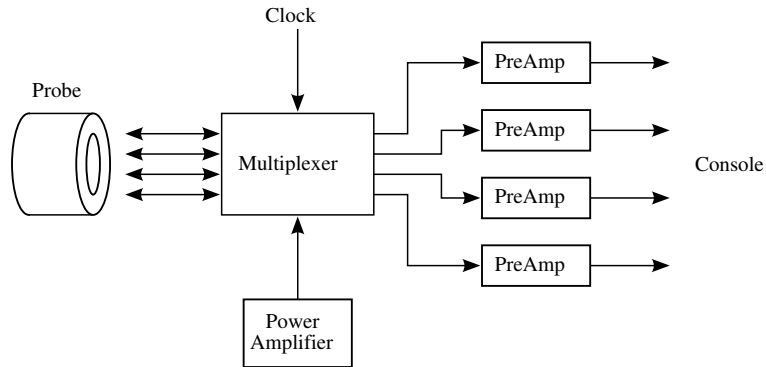 Clock
Probe
Multiplexer
PreAmp
PreAmp
PreAmp
PreAmp
Console
Power
Amplifier